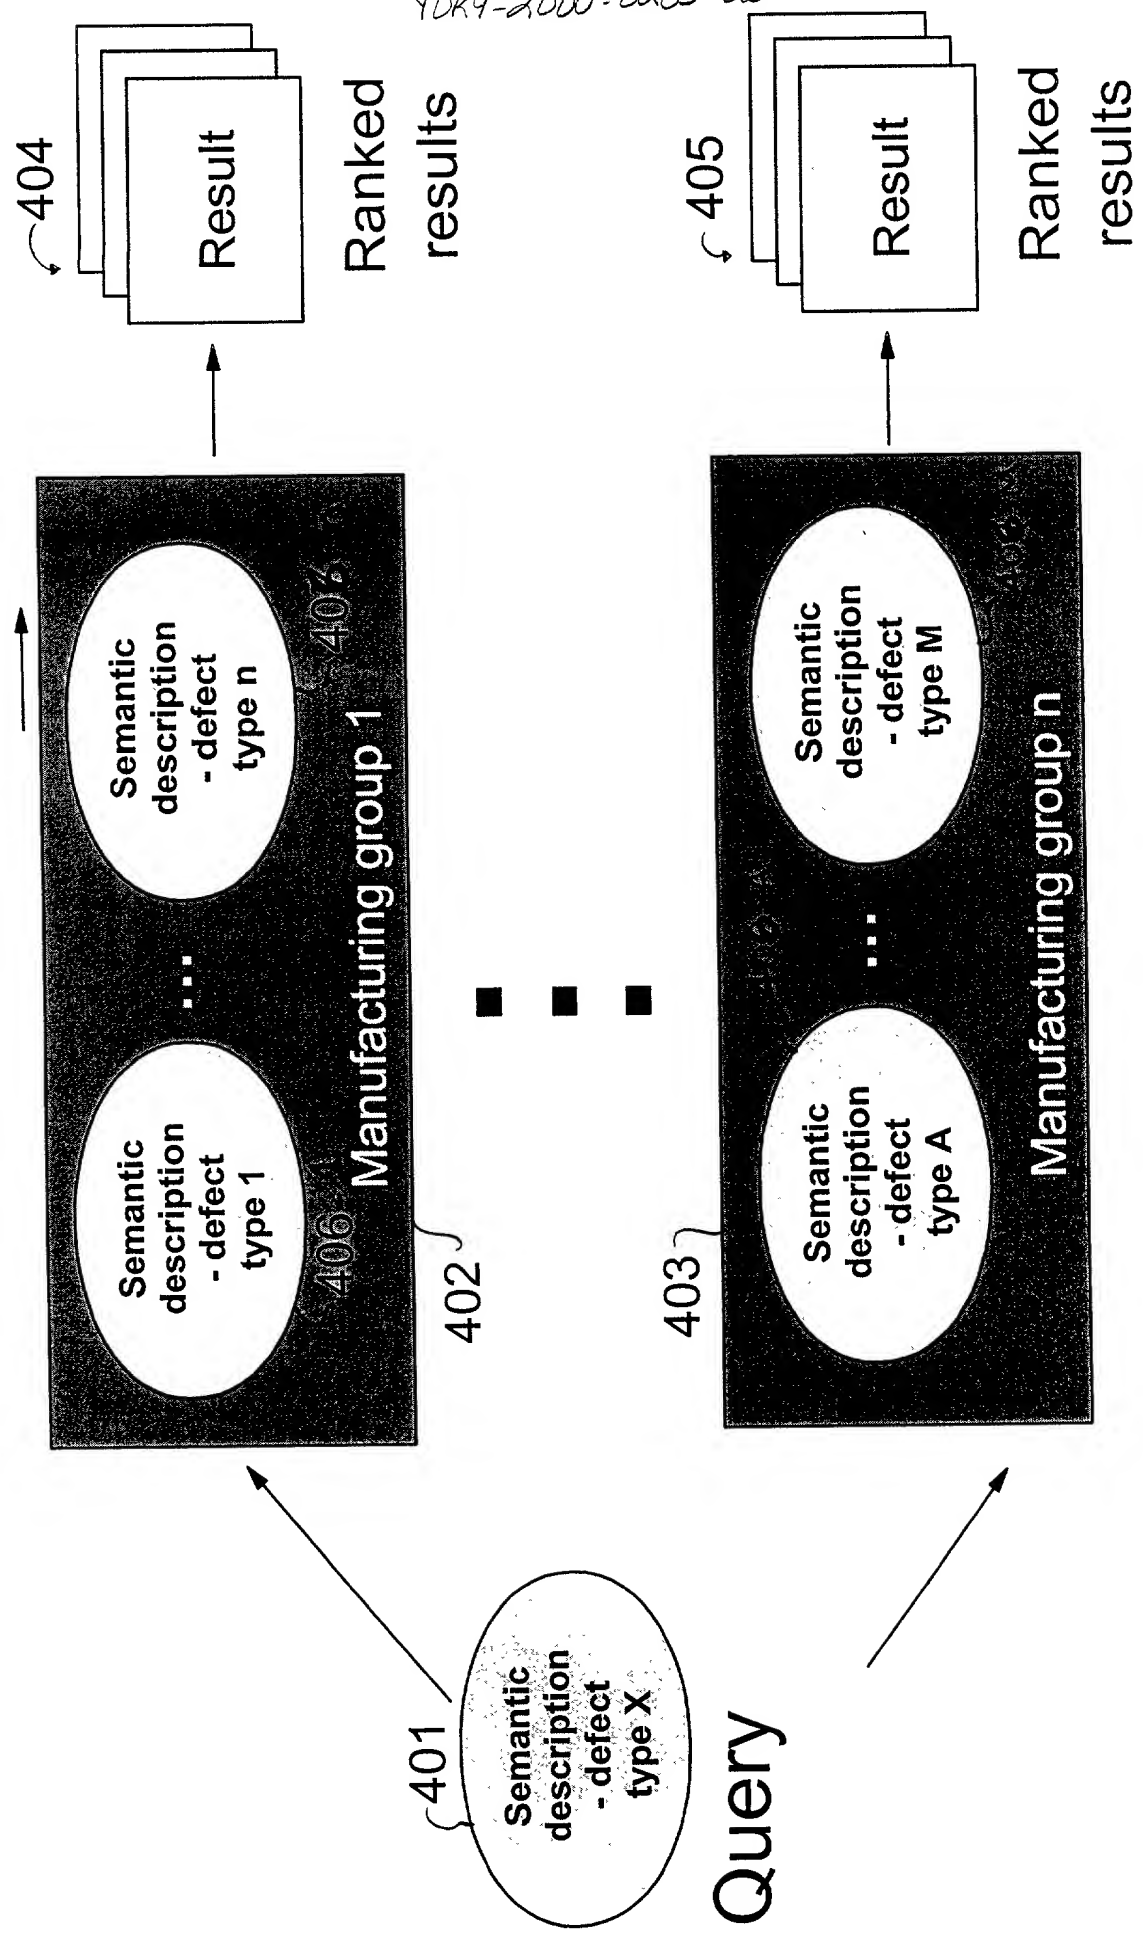 404
Result
Ranked
results
Semantic
description
- defect
type 1
406-1
...
Semantic
description
- defect
type n
Manufacturing group 1
402
401
Semantic
description
- defect
type X
Query
403
Semantic
description
- defect
type A
...
Semantic
description
- defect
type M
Manufacturing group n
405
Result
Ranked
results